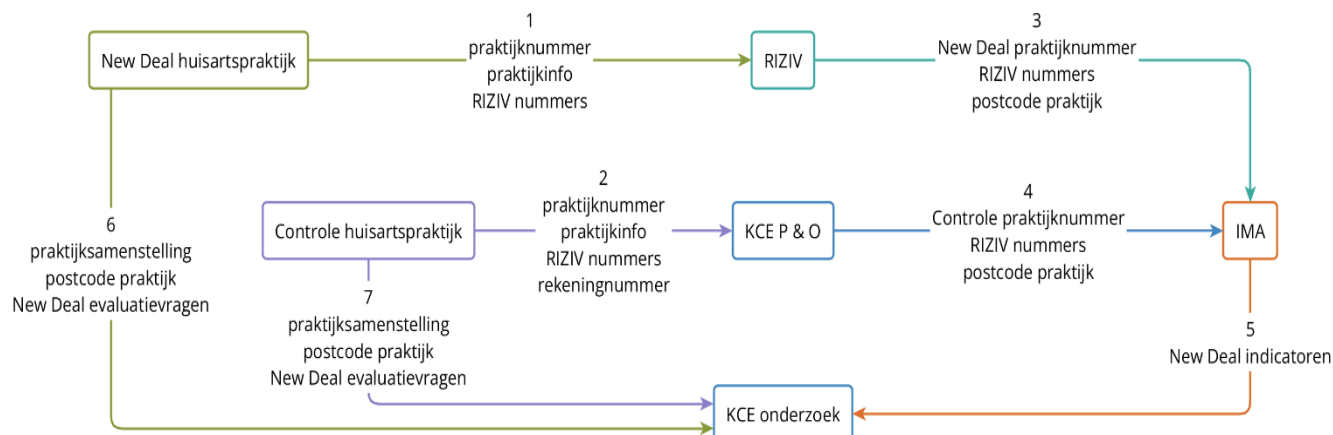 New Deal huisartspraktijk
1
praktijknummer
praktijkinfo
RIZIV nummers
RIZIV
3
New Deal praktijknummer
RIZIV nummers
postcode praktijk
Controle huisartspraktijk
2
praktijknummer
praktijkinfo
RIZIV nummers
rekeningnummer
KCE P & O
4
Controle praktijknummer
RIZIV nummers
postcode praktijk
IMA
6
praktijksamenstelling
postcode praktijk
New Deal evaluatievragen
7
praktijksamenstelling
postcode praktijk
New Deal evaluatievragen
5
New Deal indicatoren
KCE onderzoek